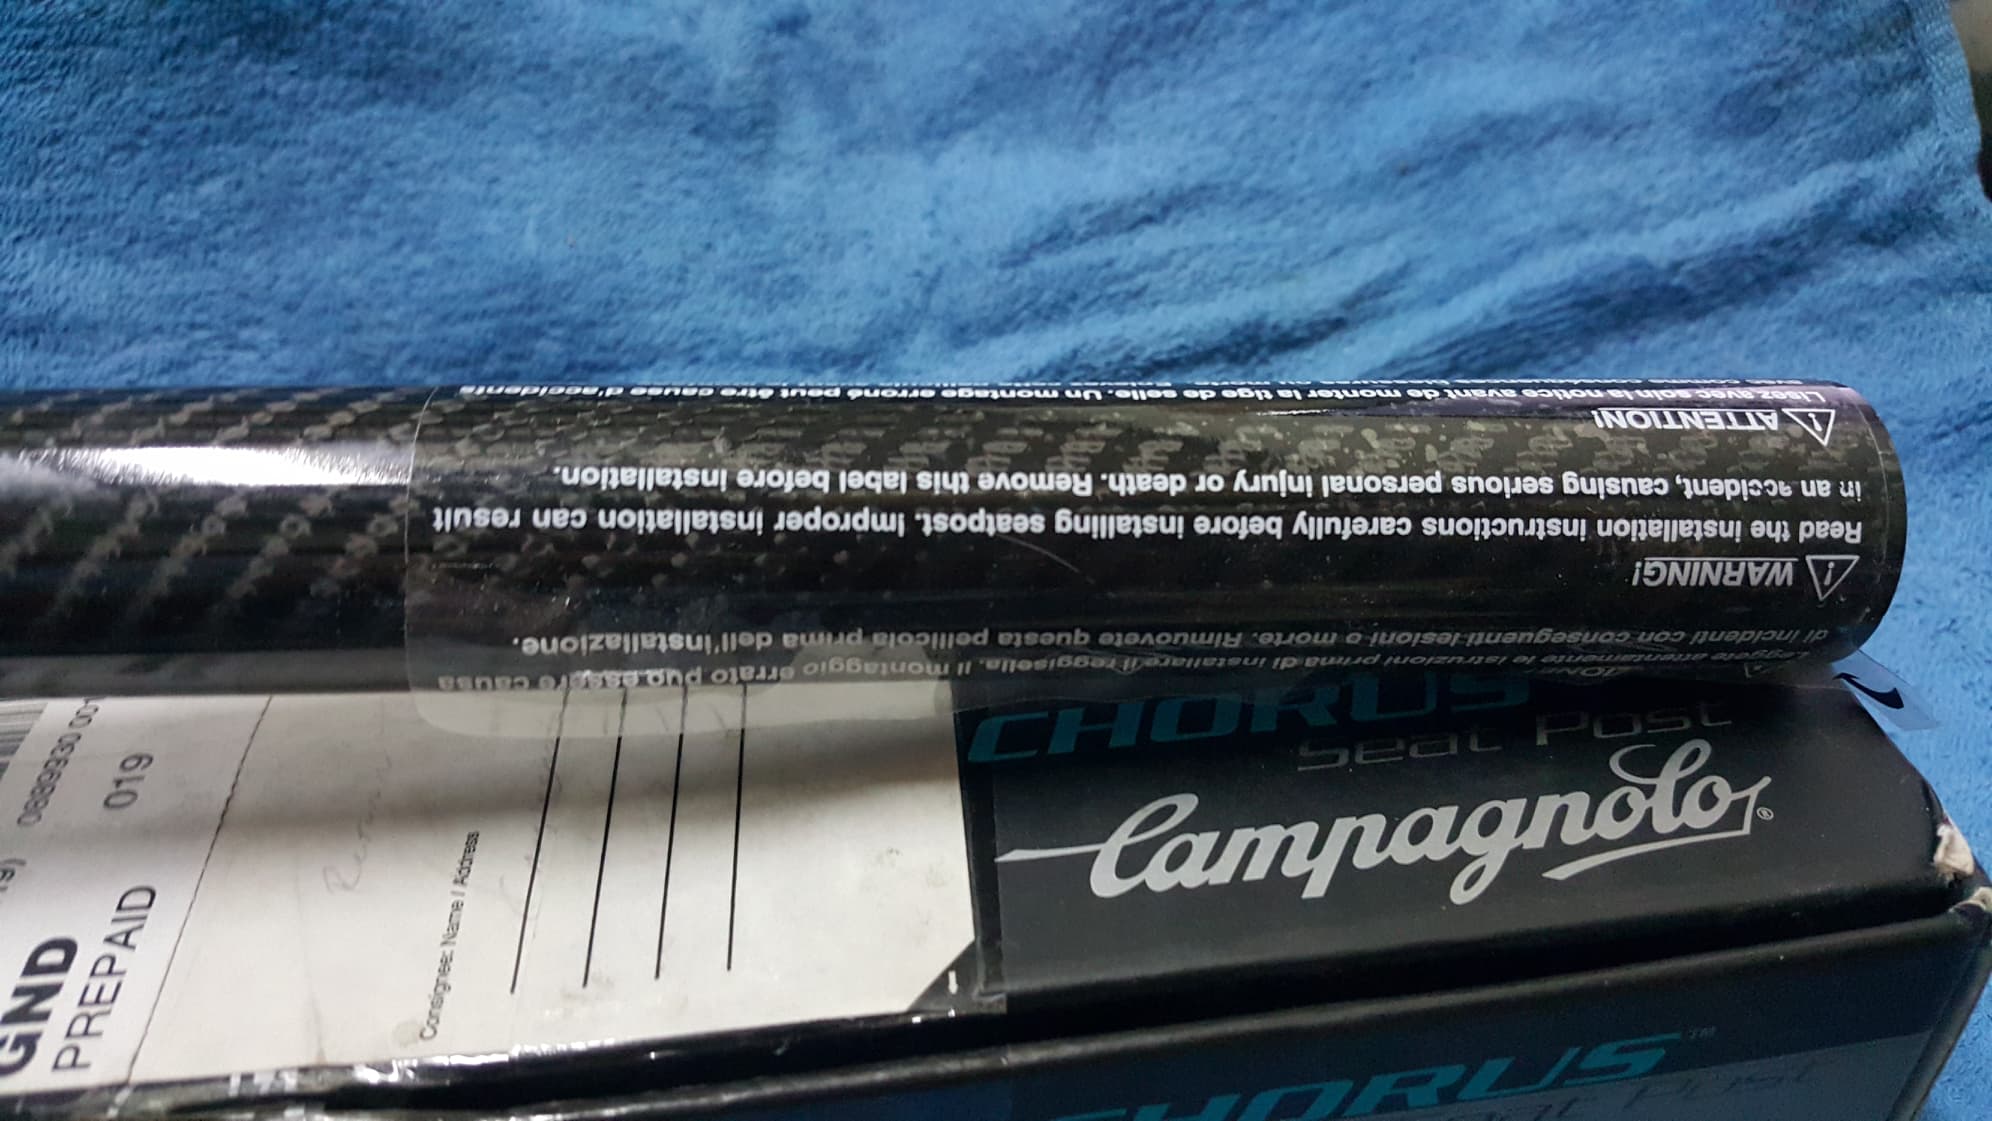 Leggete attentamente le istruzioni prima di installare il reggisella. Il montaggio errato può essere causa
di incidenti con conseguenti lesioni o morte. Rimuovete questa pellicola prima dell'installazione.
WARNING!
Read the installation instructions carefully before installing seatpost. Improper installation can result
in an accident, causing serious personal injury or death. Remove this label before installation.
ATTENTION!
Lisez avec soin la notice avant de monter la tige de selle. Un montage erroné peut être cause d'accidents
CHORUS
Seat Post
Campagnolo®
CHORUS™
Post
0889930 001
019
GND
PREPAID
Consignee: Name / Address